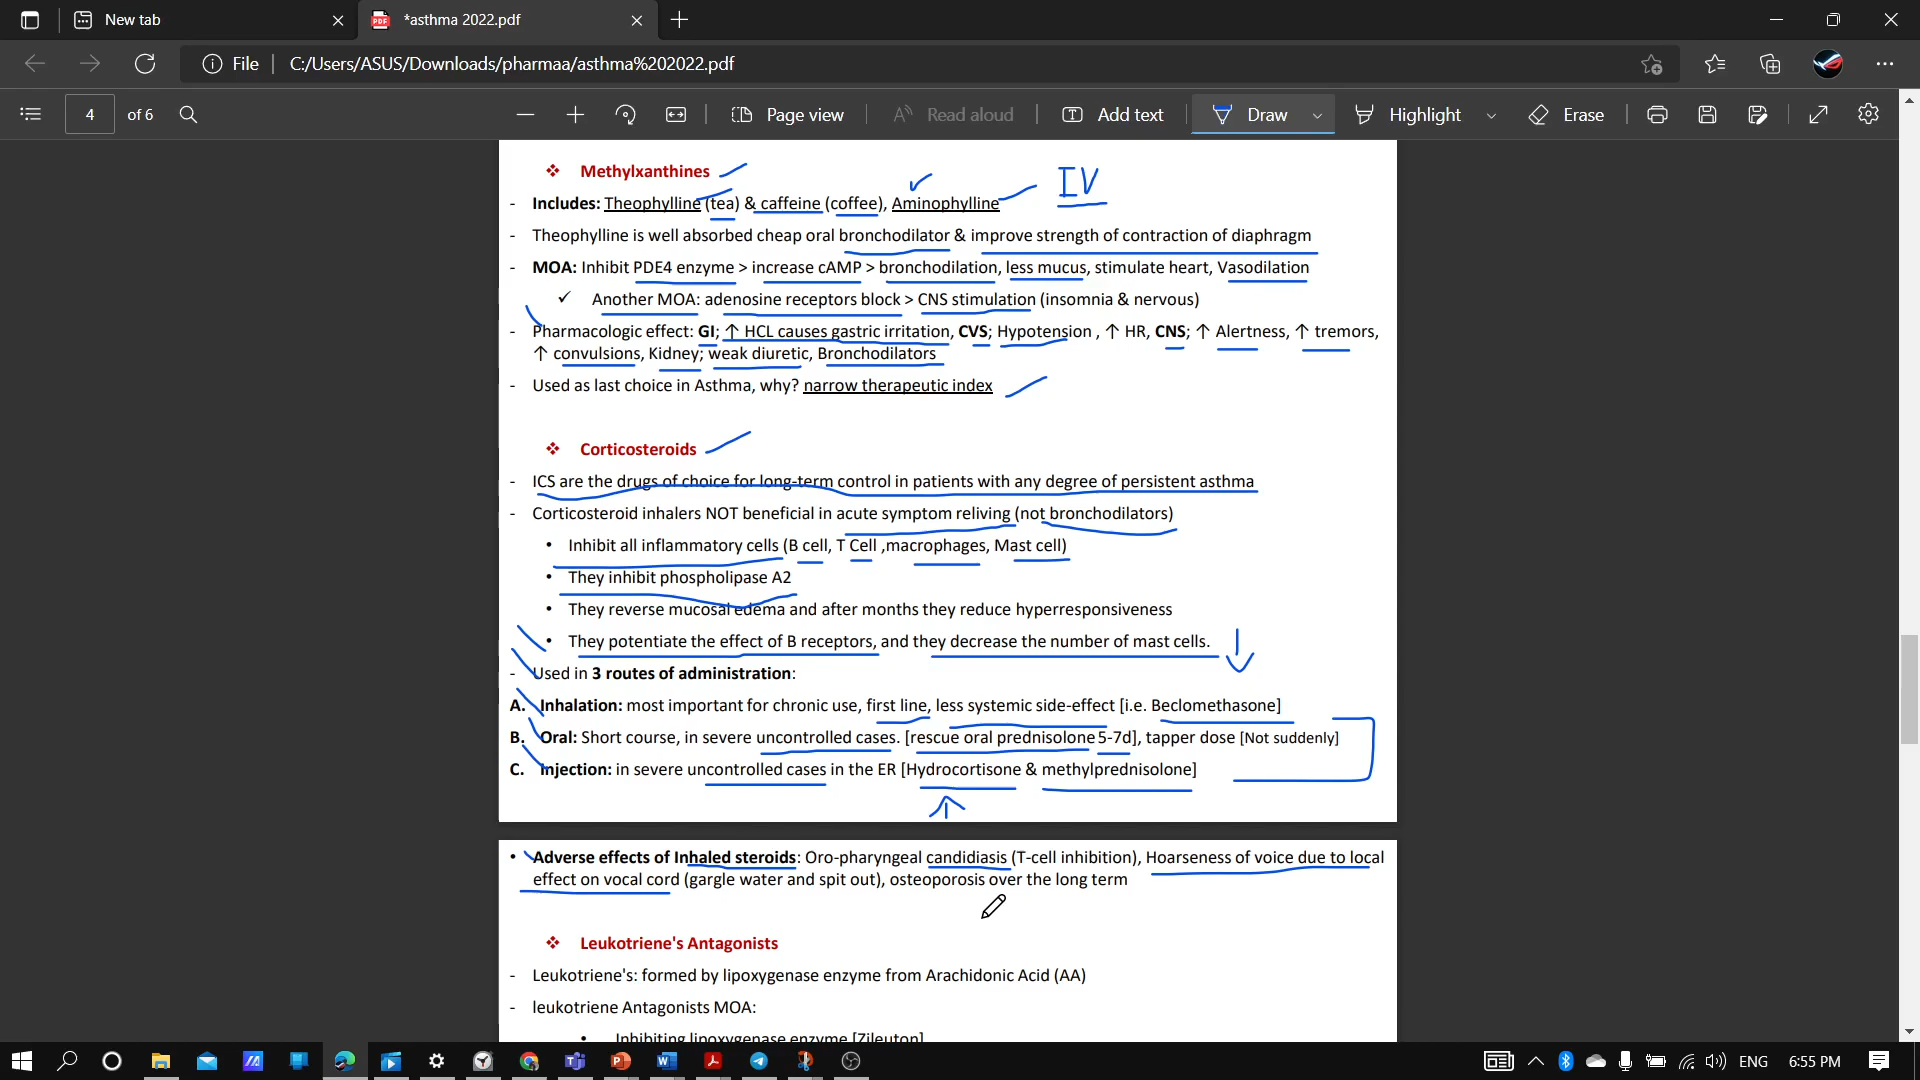 New tab
*asthma 2022.pdf
File C:/Users/ASUS/Downloads/pharmaa/asthma%202022.pdf
4 of 6 Page view Read aloud Add text Draw Highlight Erase
❖ Methylxanthines
IV
- Includes: Theophylline (tea) & caffeine (coffee), Aminophylline
- Theophylline is well absorbed cheap oral bronchodilator & improve strength of contraction of diaphragm
- MOA: Inhibit PDE4 enzyme > increase cAMP > bronchodilation, less mucus, stimulate heart, Vasodilation
✓ Another MOA: adenosine receptors block > CNS stimulation (insomnia & nervous)
- Pharmacologic effect: GI; ↑ HCL causes gastric irritation, CVS; Hypotension , ↑ HR, CNS; ↑ Alertness, ↑ tremors,
↑ convulsions, Kidney; weak diuretic, Bronchodilators
- Used as last choice in Asthma, why? narrow therapeutic index
❖ Corticosteroids
- ICS are the drugs of choice for long-term control in patients with any degree of persistent asthma
- Corticosteroid inhalers NOT beneficial in acute symptom reliving (not bronchodilators)
• Inhibit all inflammatory cells (B cell, T Cell ,macrophages, Mast cell)
• They inhibit phospholipase A2
• They reverse mucosal edema and after months they reduce hyperresponsiveness
• They potentiate the effect of B receptors, and they decrease the number of mast cells.
- Used in 3 routes of administration:
A. Inhalation: most important for chronic use, first line, less systemic side-effect [i.e. Beclomethasone]
B. Oral: Short course, in severe uncontrolled cases. [rescue oral prednisolone 5-7d], tapper dose [Not suddenly]
C. Injection: in severe uncontrolled cases in the ER [Hydrocortisone & methylprednisolone]
• Adverse effects of Inhaled steroids: Oro-pharyngeal candidiasis (T-cell inhibition), Hoarseness of voice due to local
effect on vocal cord (gargle water and spit out), osteoporosis over the long term
❖ Leukotriene's Antagonists
- Leukotriene's: formed by lipoxygenase enzyme from Arachidonic Acid (AA)
- leukotriene Antagonists MOA:
• Inhibiting lipoxygenase enzyme [Zileuton]
ENG 6:55 PM